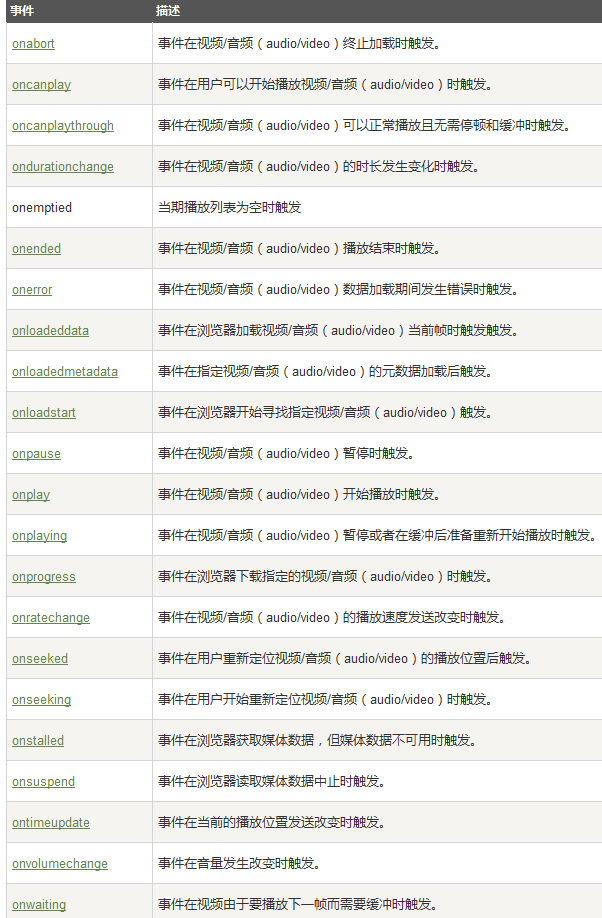 事件 描述
onabort 事件在视频/音频（audio/video）终止加载时触发。
oncanplay 事件在用户可以开始播放视频/音频（audio/video）时触发。
oncanplaythrough 事件在视频/音频（audio/video）可以正常播放且无需停顿和缓冲时触发。
ondurationchange 事件在视频/音频（audio/video）的时长发生变化时触发。
onemptied 当期播放列表为空时触发
onended 事件在视频/音频（audio/video）播放结束时触发。
onerror 事件在视频/音频（audio/video）数据加载期间发生错误时触发。
onloadeddata 事件在浏览器加载视频/音频（audio/video）当前帧时触发触发。
onloadedmetadata 事件在指定视频/音频（audio/video）的元数据加载后触发。
onloadstart 事件在浏览器开始寻找指定视频/音频（audio/video）触发。
onpause 事件在视频/音频（audio/video）暂停时触发。
onplay 事件在视频/音频（audio/video）开始播放时触发。
onplaying 事件在视频/音频（audio/video）暂停或者在缓冲后准备重新开始播放时触发。
onprogress 事件在浏览器下载指定的视频/音频（audio/video）时触发。
onratechange 事件在视频/音频（audio/video）的播放速度发送改变时触发。
onseeked 事件在用户重新定位视频/音频（audio/video）的播放位置后触发。
onseeking 事件在用户开始重新定位视频/音频（audio/video）时触发。
onstalled 事件在浏览器获取媒体数据，但媒体数据不可用时触发。
onsuspend 事件在浏览器读取媒体数据中止时触发。
ontimeupdate 事件在当前的播放位置发送改变时触发。
onvolumechange 事件在音量发生改变时触发。
onwaiting 事件在视频由于要播放下一帧而需要缓冲时触发。